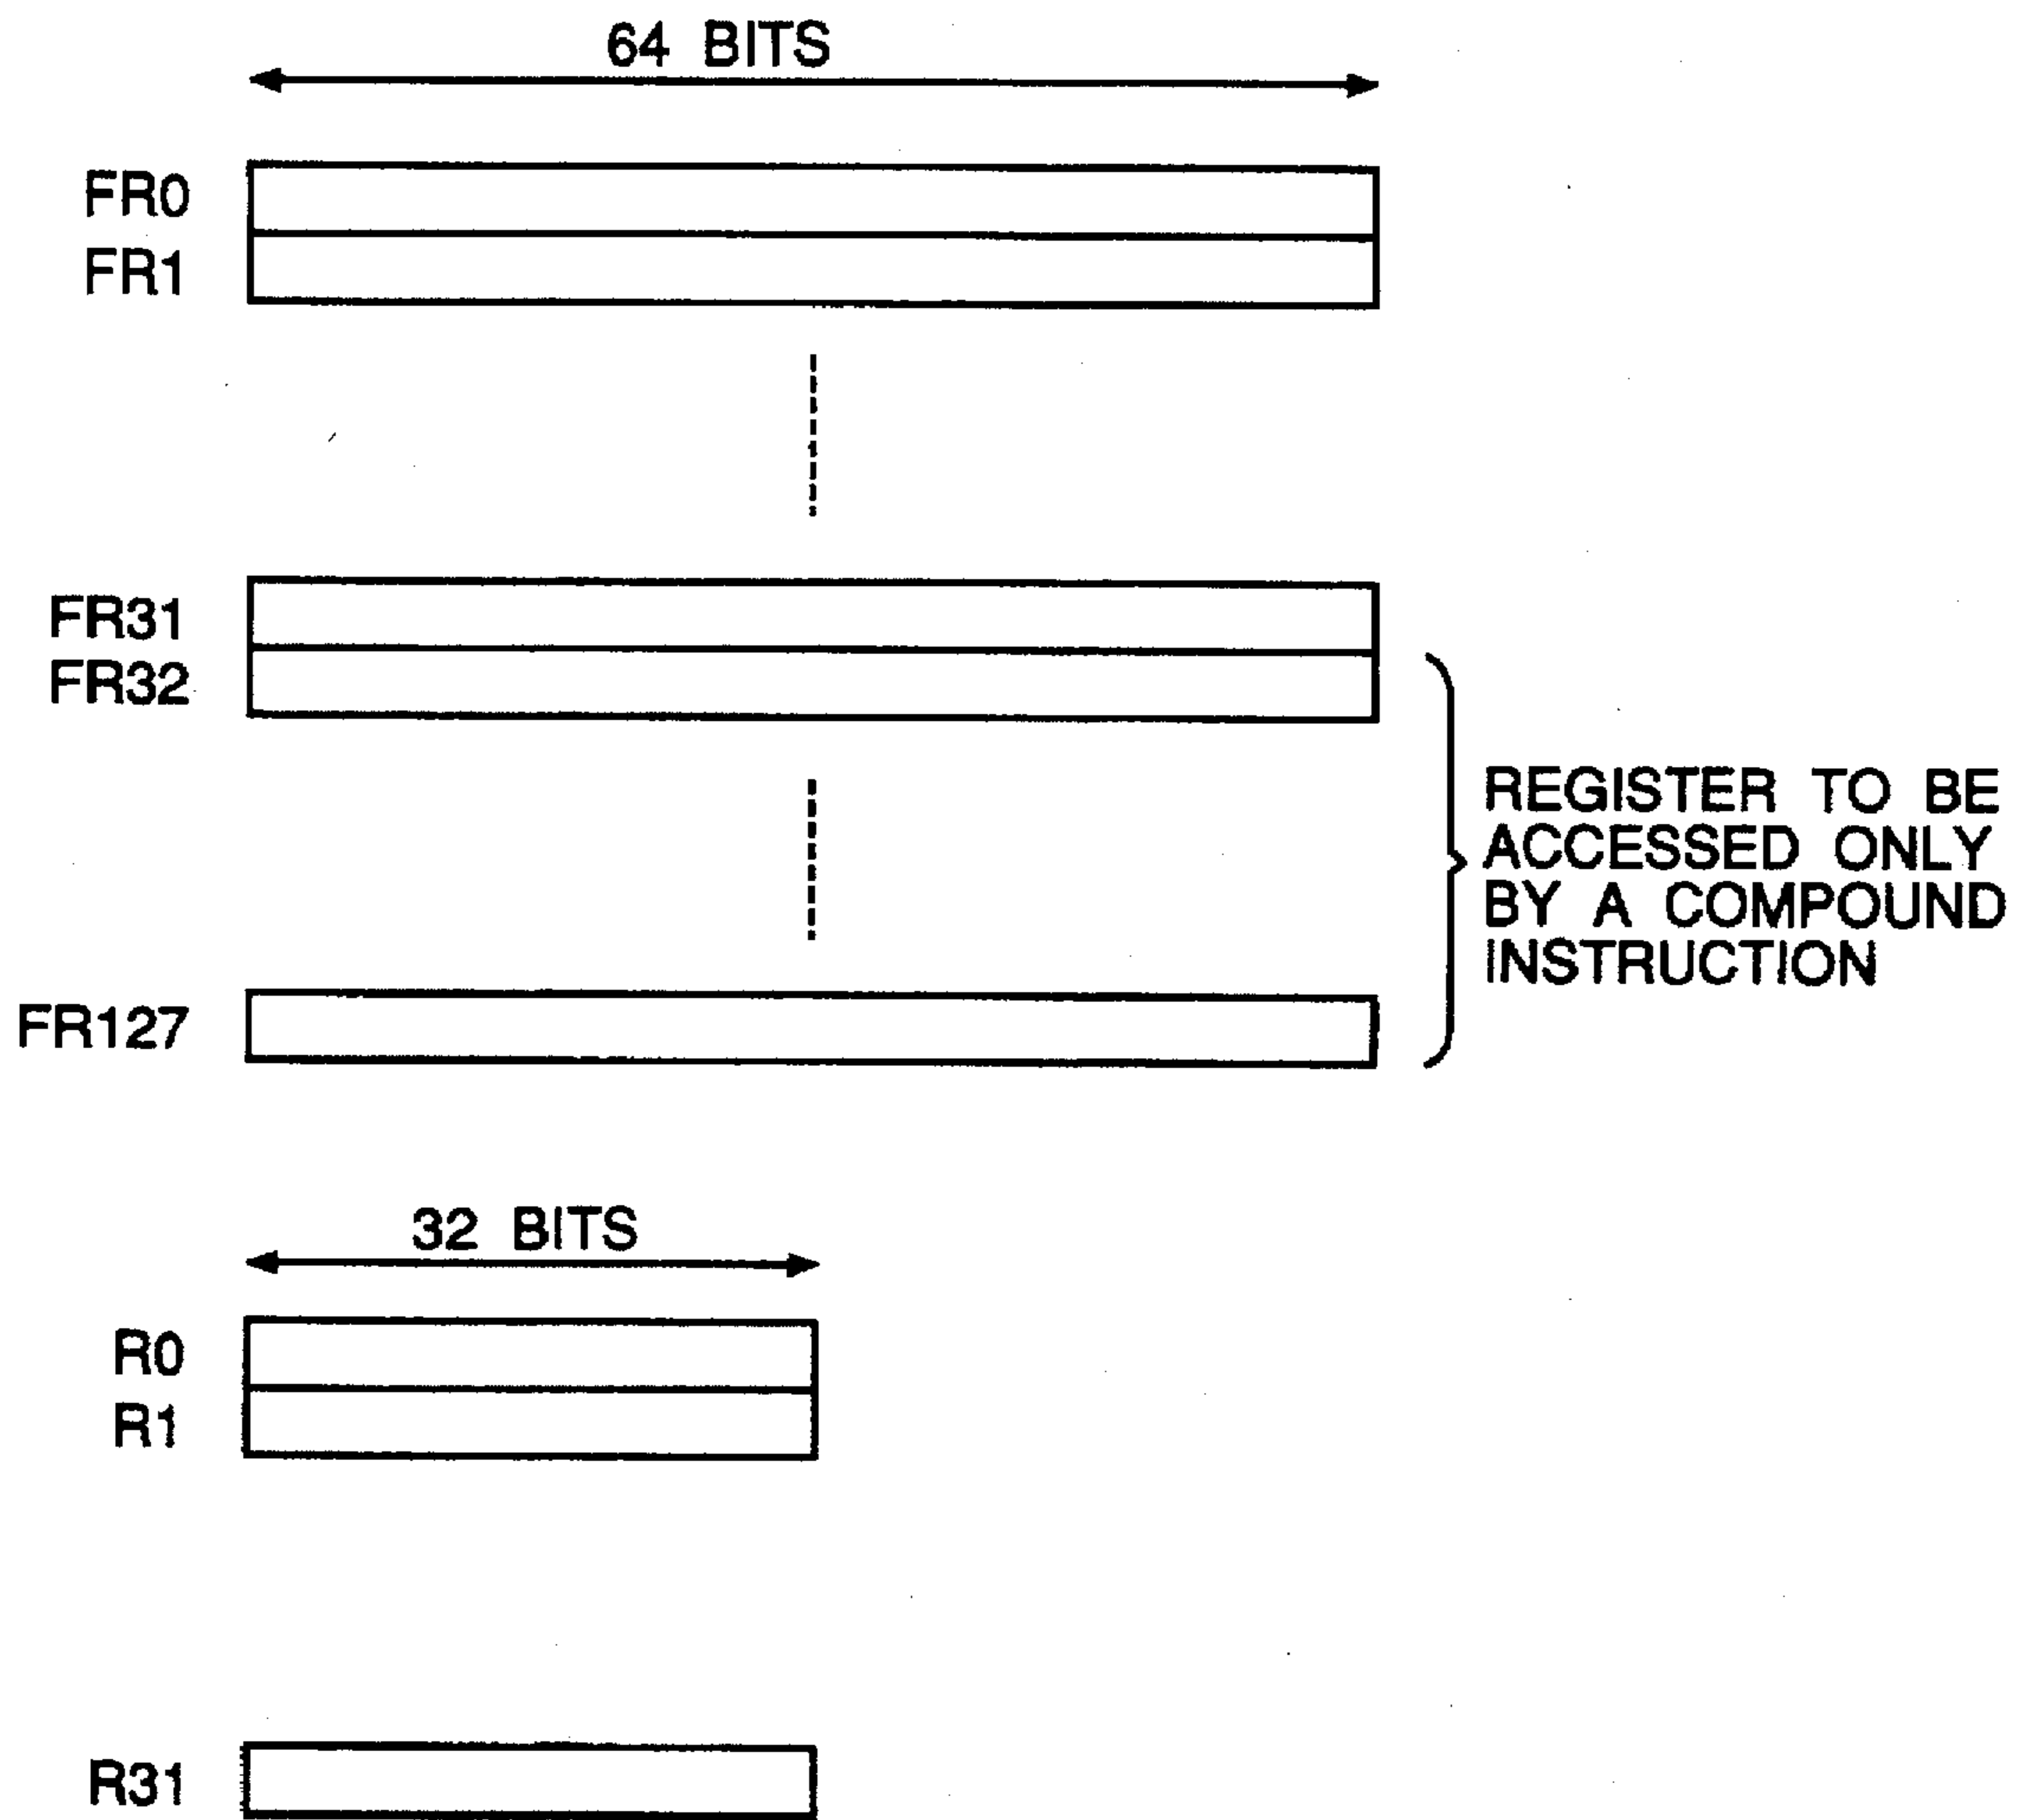 64 BITS
FR0
FR1
FR31
FR32
REGISTER TO BE
ACCESSED ONLY
BY A COMPOUND
INSTRUCTION
FR127
32 BITS
R0
R1
R31